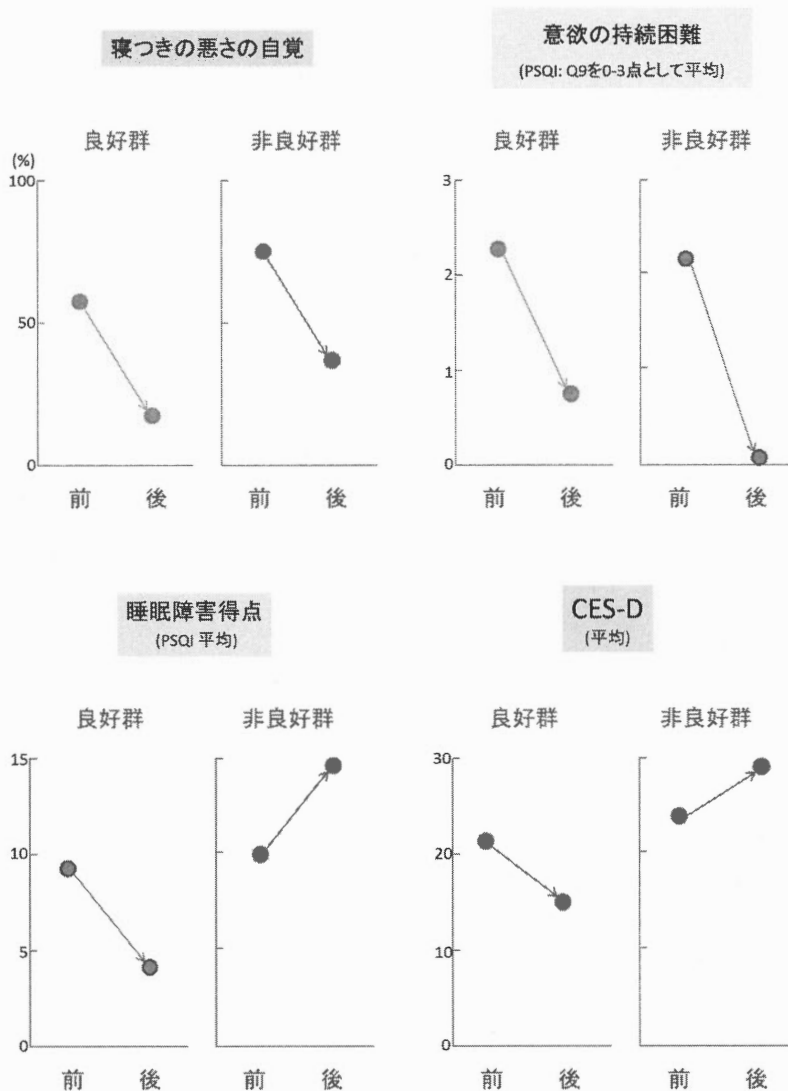 寝つきの悪さの自覚
意欲の持続困難
(PSQI: Q9を0-3点として平均)
良好群
非良好群
(%)
100
50
0
前
後
前
後
良好群
非良好群
3
2
1
0
前
後
前
後
睡眠障害得点
(PSQI 平均)
CES-D
(平均)
良好群
非良好群
15
10
5
0
前
後
前
後
良好群
非良好群
30
20
10
0
前
後
前
後